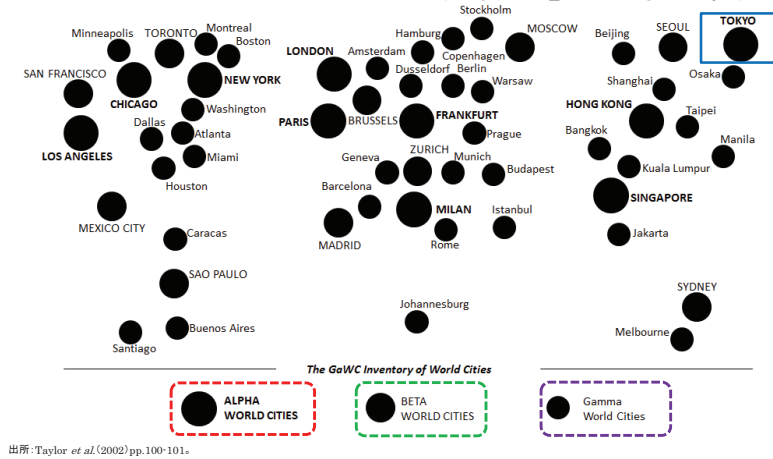 Stockholm
Minneapolis
TORONTO
Montreal
Boston
Hamburg
Copenhagen
MOSCOW
Beijing
SEOUL
TOKYO
LONDON
Amsterdam
SAN FRANCISCO
CHICAGO
NEW YORK
Dusseldorf
Berlin
Warsaw
Shanghai
Osaka
Washington
BRUSSELS
HONG KONG
Taipei
Dallas
Atlanta
PARIS
FRANKFURT
Prague
Bangkok
Manila
LOS ANGELES
Miami
Houston
Geneva
ZURICH
Munich
Budapest
Kuala Lumpur
Barcelona
MEXICO CITY
MILAN
Istanbul
SINGAPORE
Caracas
MADRID
Rome
Jakarta
SAO PAULO
Johannesburg
SYDNEY
Santiago
Buenos Aires
Melbourne
The GaWC Inventory of World Cities
ALPHA
WORLD CITIES
BETA
WORLD CITIES
Gamma
World Cities
出所：Taylor et al.(2002)pp.100-101。